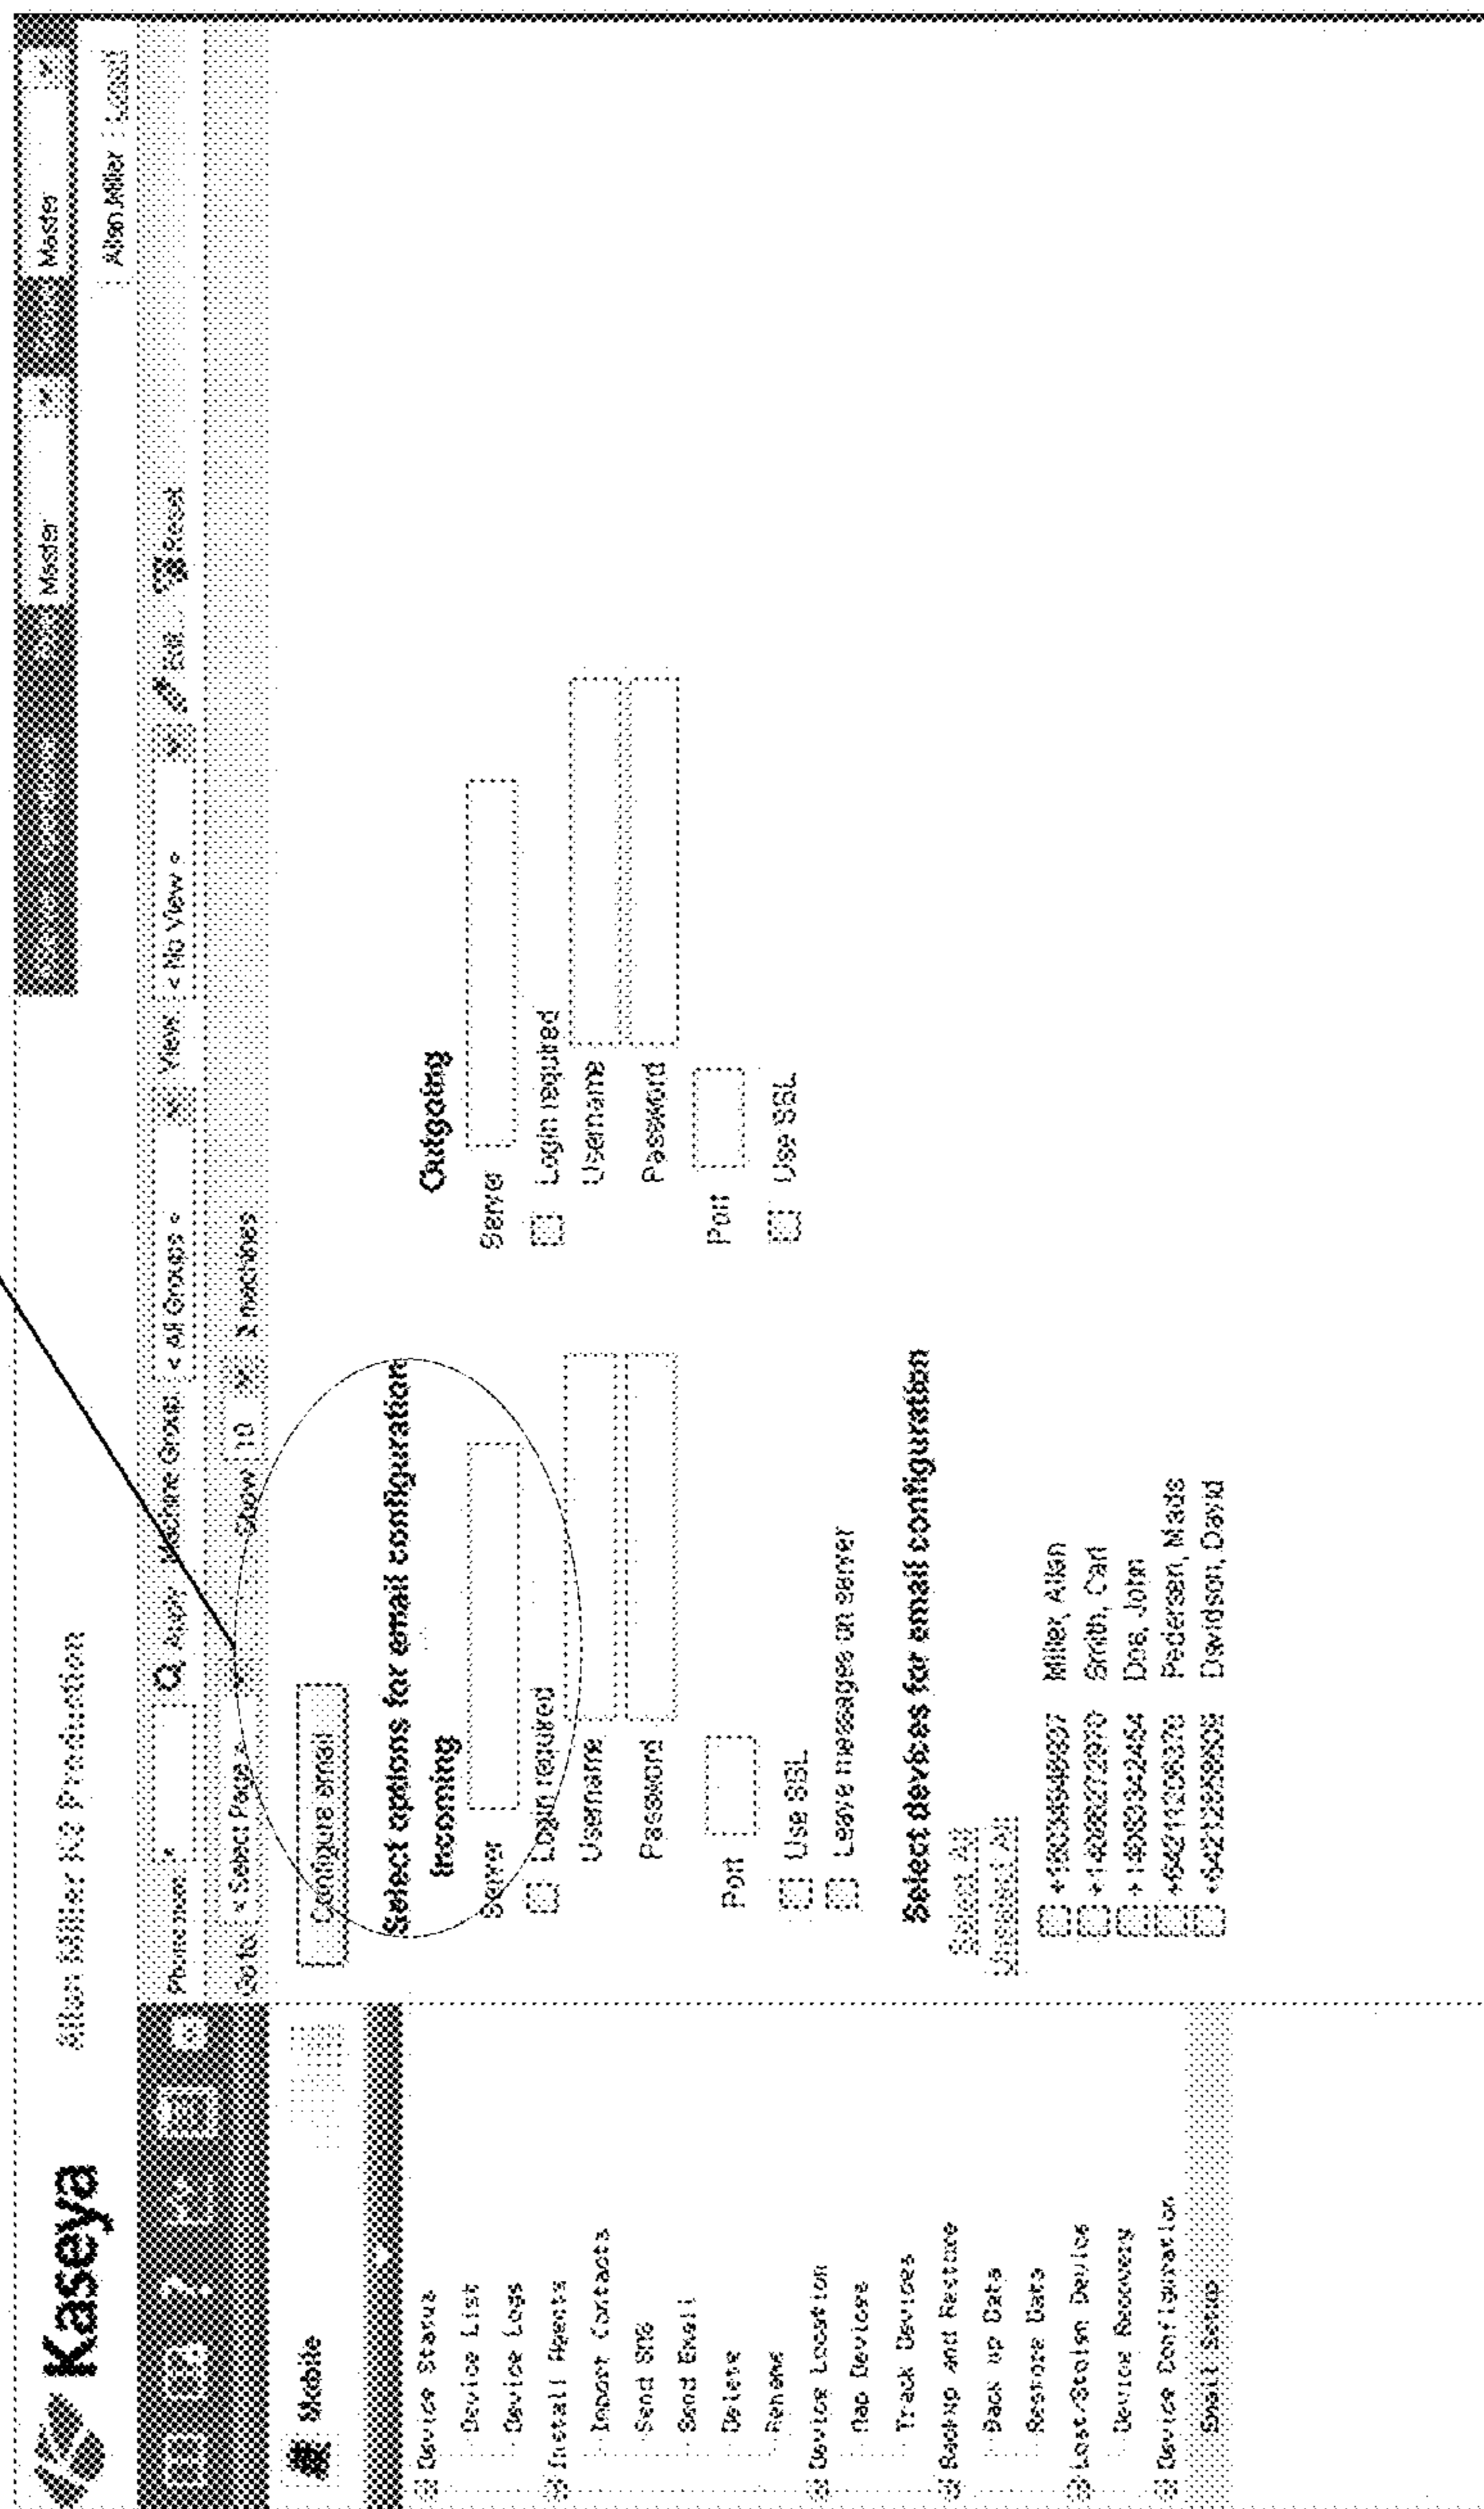 Kaseya
Allan Miller K2 Production
Master
Master
Allan.Miller
Apply
Machine Group
< All Groups >
View
< No View >
Edit...
Reset
Go to:
< Select Page >
Show
10
machines
Mobile
Device Status
Device List
Device Logs
Install Agents
Import Contacts
Send SMS
Send Email
Delete
Rename
Device Location
Map Devices
Track Devices
Backup and Restore
Back up Data
Restore Data
Lost/Stolen Device
Device Recovery
Device Configuration
Email Setup
Configure email
Select options for email configuration
Incoming
Server
Login required
Username
Password
Port
Use SSL
Leave messages on server
Outgoing
Server
Login required
Username
Password
Port
Use SSL
Select devices for email configuration
Select All
Unselect All
Miller, Allan
Smith, Carl
Doe, John
Pedersen, Mads
Davidson, David